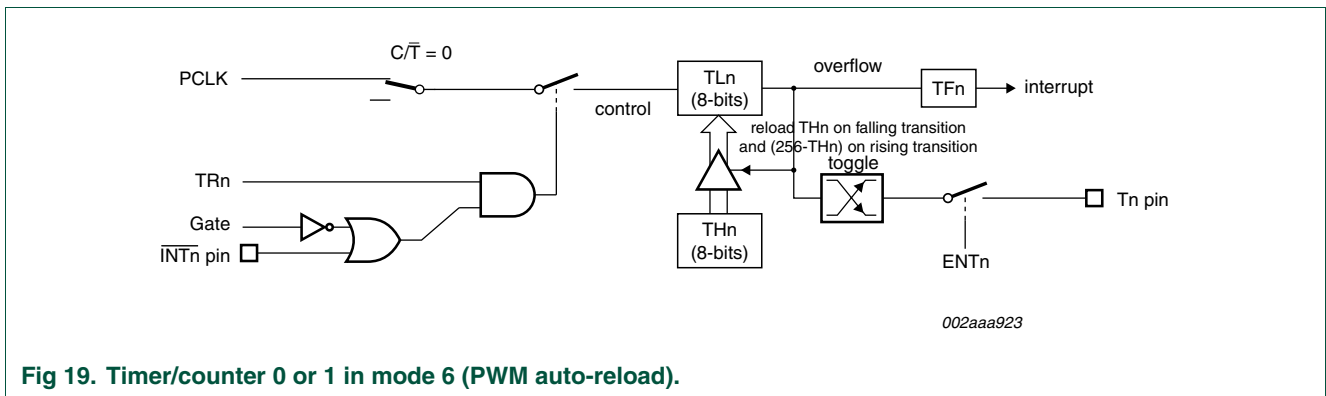 C/T̅ = 0
PCLK
control
TLn
(8-bits)
overflow
TFn
interrupt
reload THn on falling transition
and (256-THn) on rising transition
toggle
TRn
Gate
I̅N̅T̅n̅ pin
THn
(8-bits)
Tn pin
ENTn
002aaa923
Fig 19. Timer/counter 0 or 1 in mode 6 (PWM auto-reload).